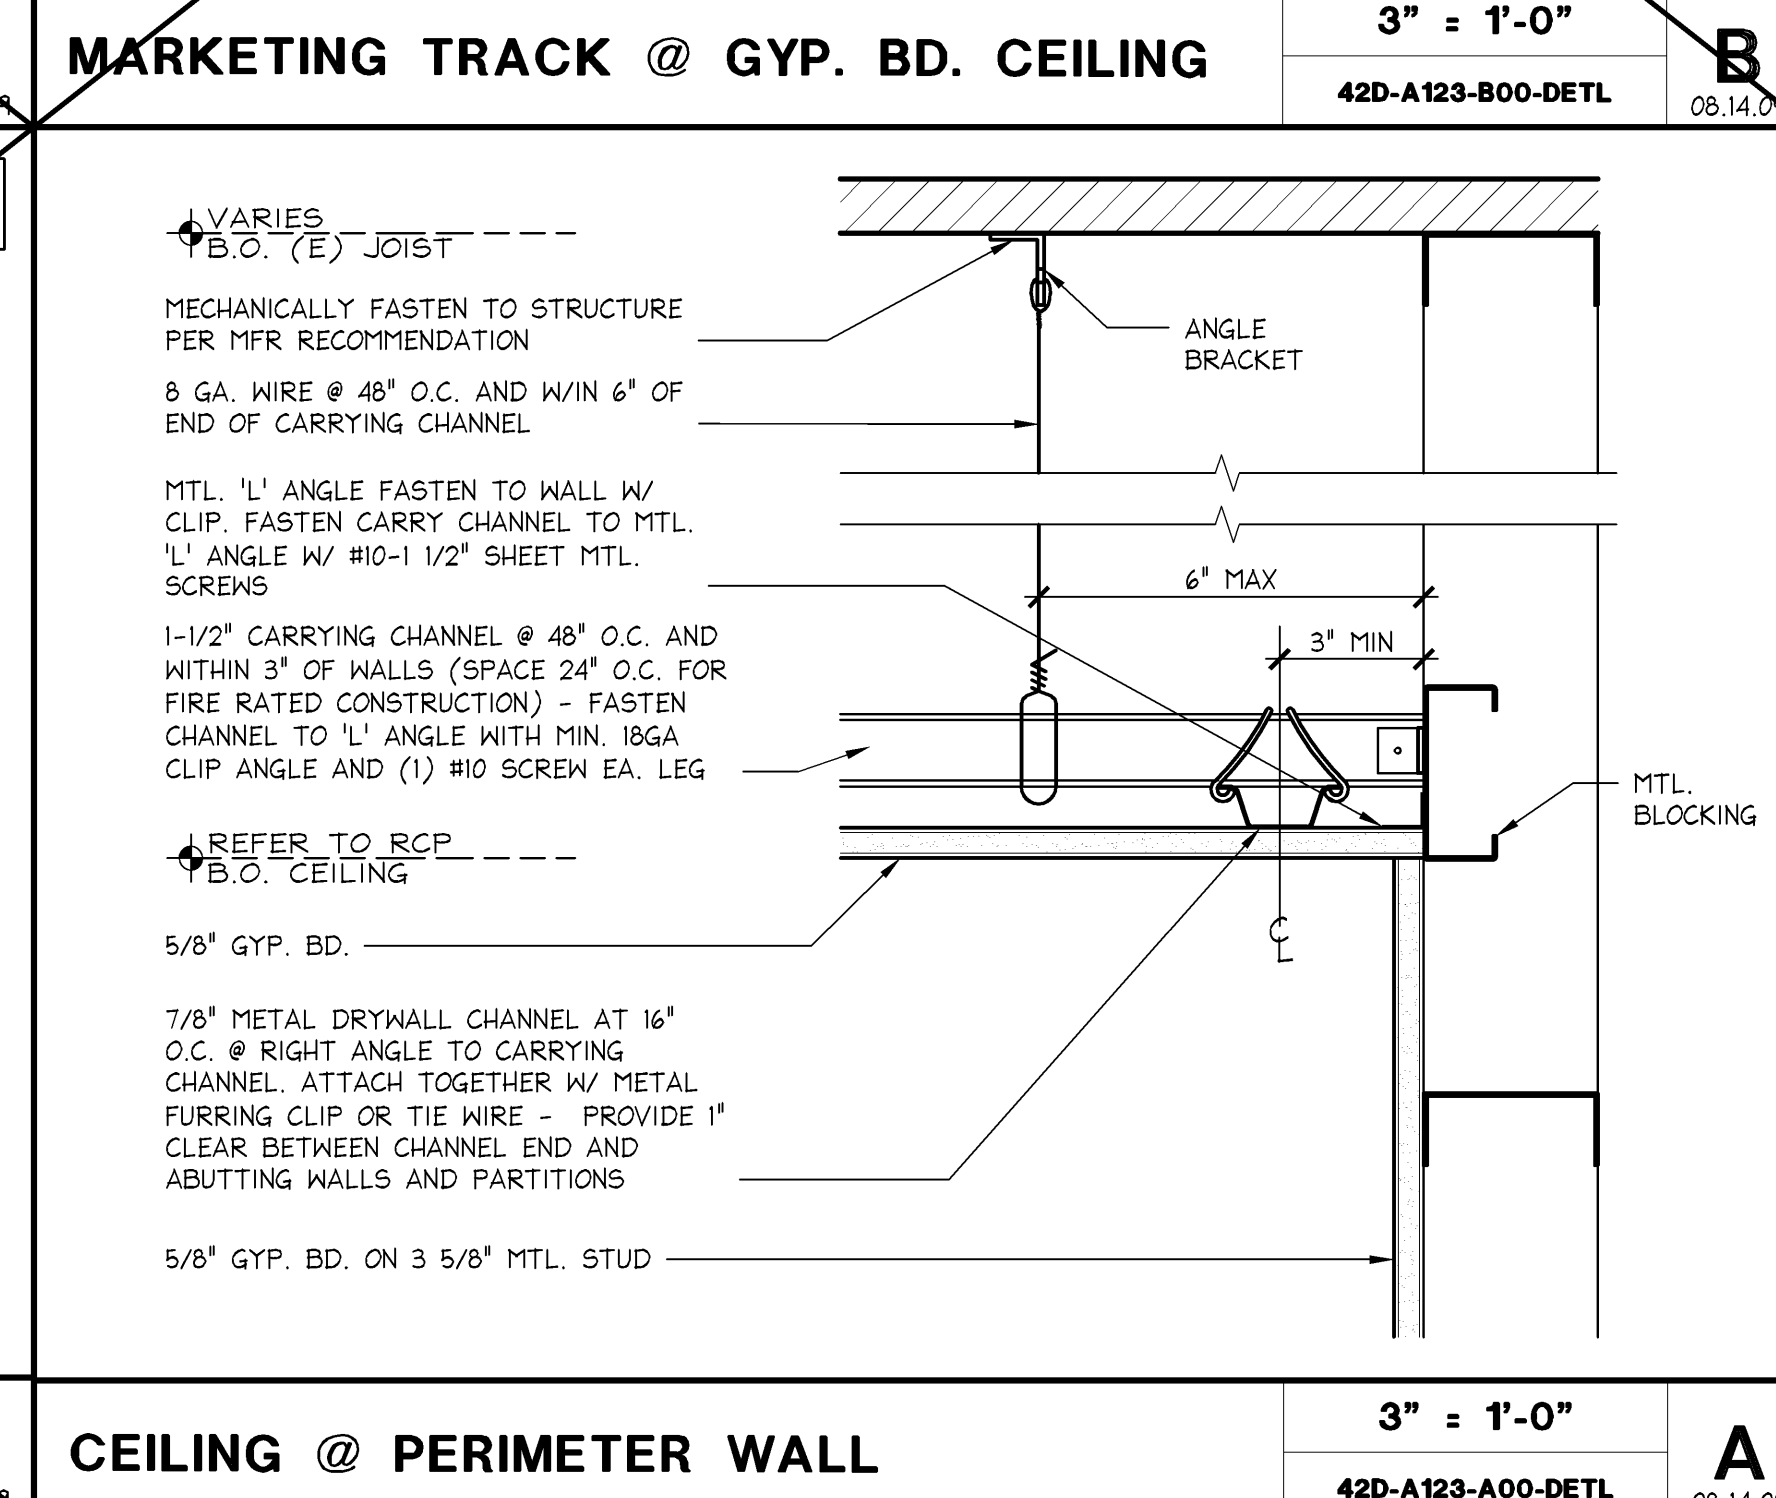 MARKETING TRACK @ GYP. BD. CEILING
3” = 1’-0”
42D-A123-B00-DETL
B
VARIES
B.O. (E) JOIST
MECHANICALLY FASTEN TO STRUCTURE
PER MFR RECOMMENDATION
ANGLE
BRACKET
8 GA. WIRE @ 48" O.C. AND W/IN 6" OF
END OF CARRYING CHANNEL
MTL. 'L' ANGLE FASTEN TO WALL W/
CLIP. FASTEN CARRY CHANNEL TO MTL.
'L' ANGLE W/ #10-1 1/2" SHEET MTL.
SCREWS
6" MAX
3" MIN
1-1/2" CARRYING CHANNEL @ 48" O.C. AND
WITHIN 3" OF WALLS (SPACE 24" O.C. FOR
FIRE RATED CONSTRUCTION) - FASTEN
CHANNEL TO 'L' ANGLE WITH MIN. 18GA
CLIP ANGLE AND (1) #10 SCREW EA. LEG
MTL.
BLOCKING
REFER TO RCP
B.O. CEILING
CL
5/8" GYP. BD.
7/8" METAL DRYWALL CHANNEL AT 16"
O.C. @ RIGHT ANGLE TO CARRYING
CHANNEL. ATTACH TOGETHER W/ METAL
FURRING CLIP OR TIE WIRE - PROVIDE 1"
CLEAR BETWEEN CHANNEL END AND
ABUTTING WALLS AND PARTITIONS
5/8" GYP. BD. ON 3 5/8" MTL. STUD
CEILING @ PERIMETER WALL
3” = 1’-0”
42D-A123-A00-DETL
A